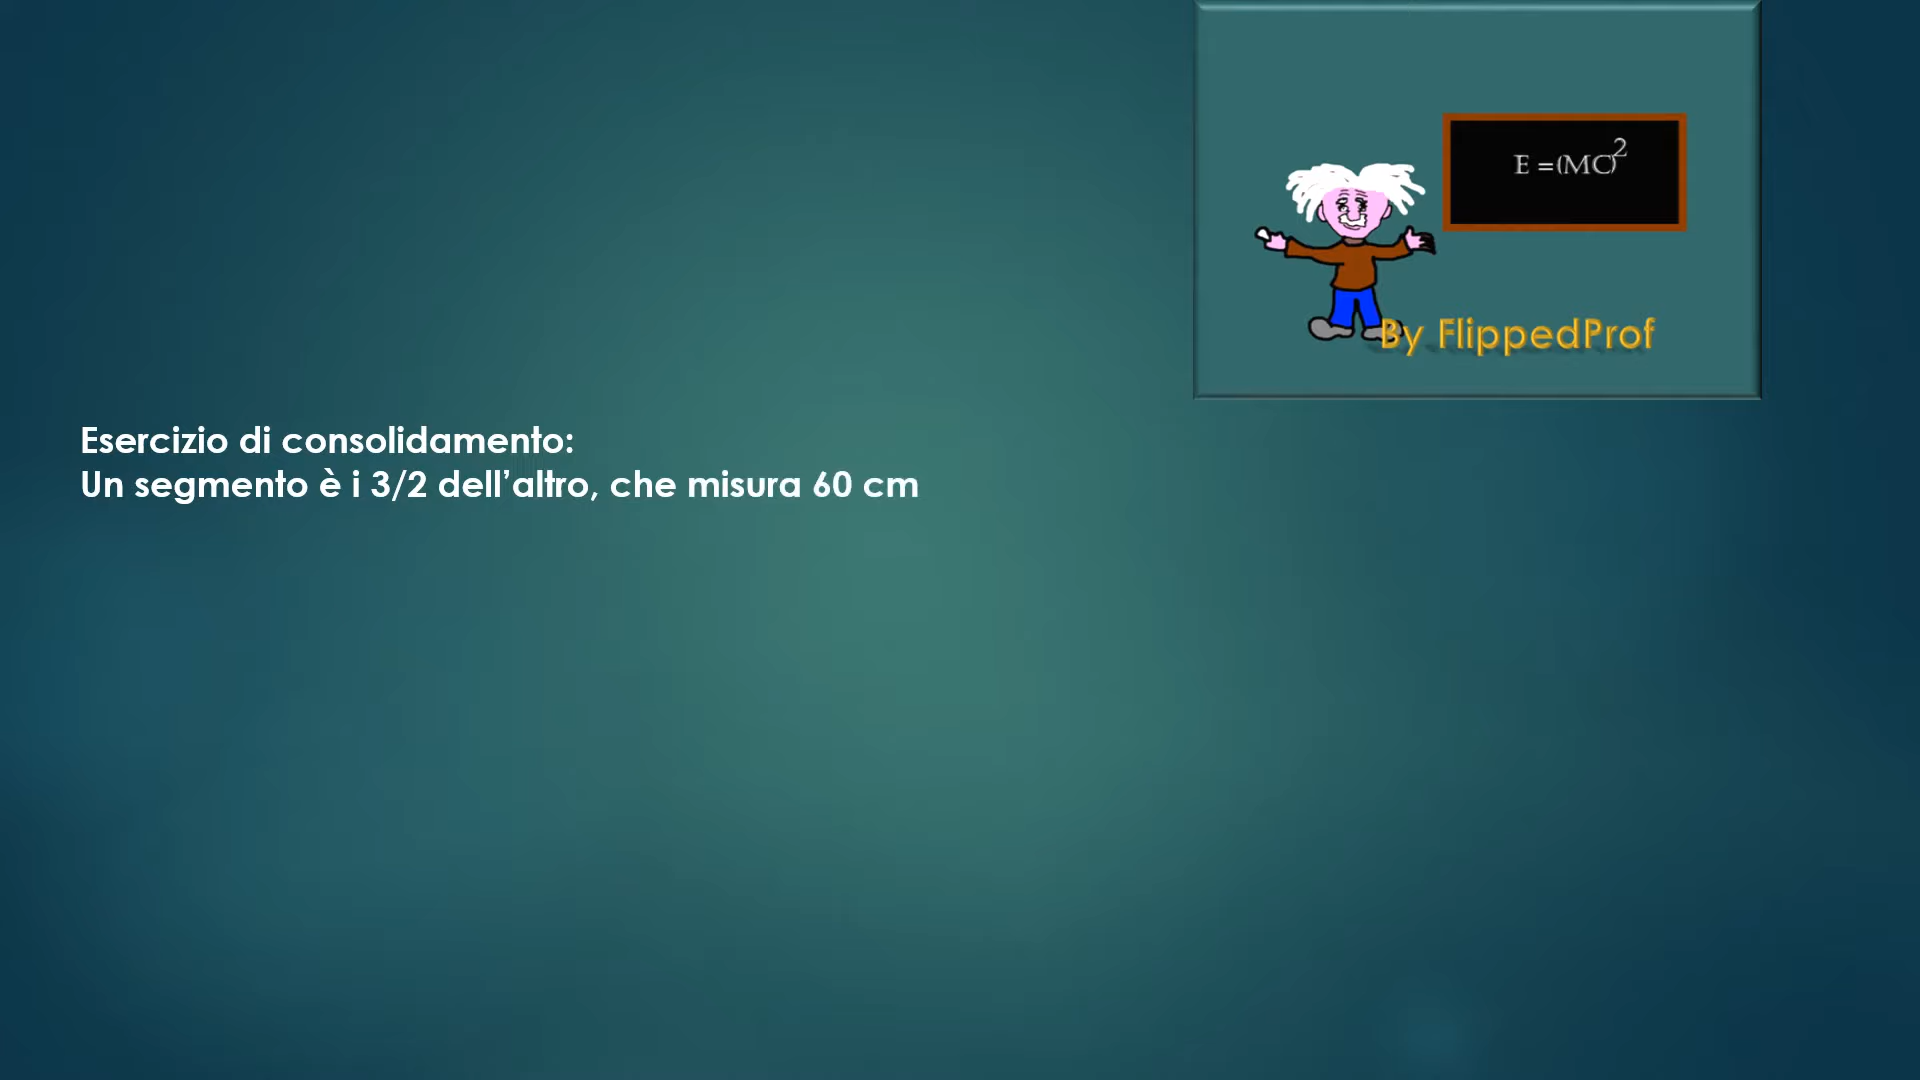 E =(MC)2
By FlippedProf
Esercizio di consolidamento:
Un segmento è i 3/2 dell’altro, che misura 60 cm